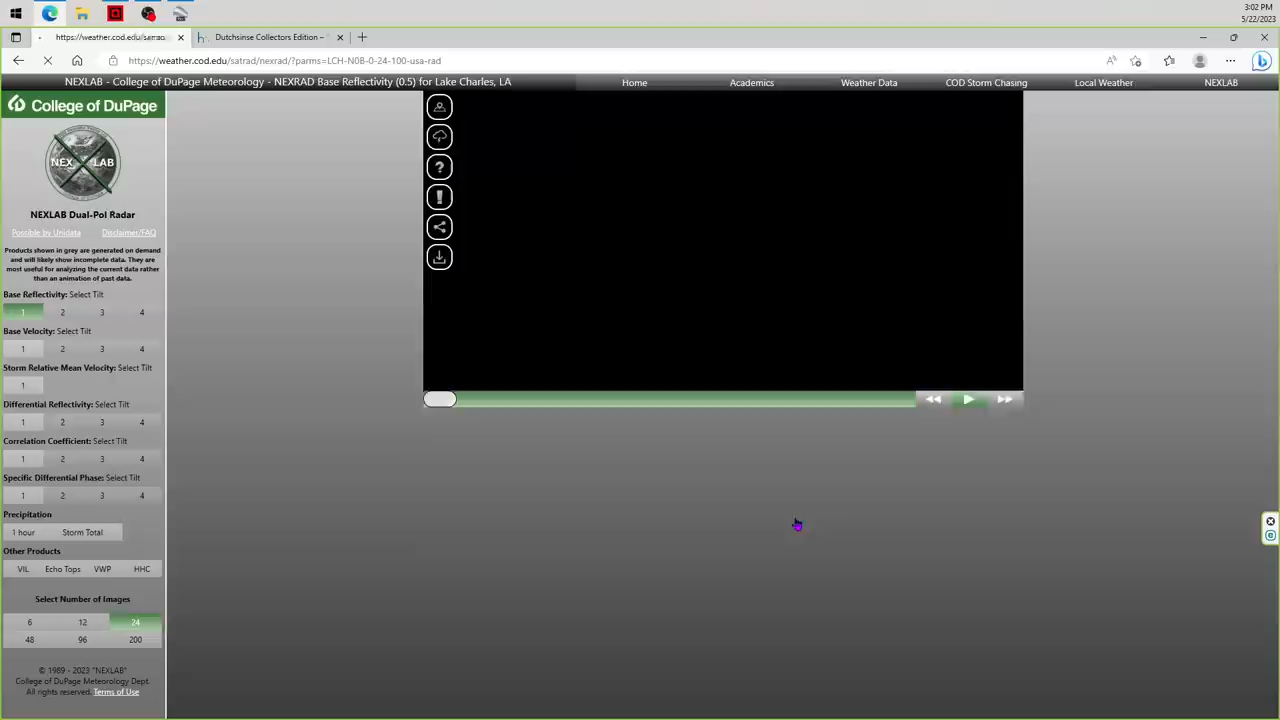 3:02 PM
5/22/2023
https://weather.cod.edu/satrad
Dutchsinse Collectors Edition –
https://weather.cod.edu/satrad/nexrad/?parms=LCH-N0B-0-24-100-usa-rad
NEXLAB - College of DuPage Meteorology - NEXRAD Base Reflectivity (0.5) for Lake Charles, LA
Home
Academics
Weather Data
COD Storm Chasing
Local Weather
NEXLAB
College of DuPage
NEX LAB
NEXLAB Dual-Pol Radar
Possible by Unidata
Disclaimer/FAQ
Products shown in grey are generated on demand
and will likely show incomplete data. They are
most useful for analyzing the current data rather
than an animation of past data.
Base Reflectivity: Select Tilt
1 2 3 4
Base Velocity: Select Tilt
1 2 3 4
Storm Relative Mean Velocity: Select Tilt
1
Differential Reflectivity: Select Tilt
1 2 3 4
Correlation Coefficient: Select Tilt
1 2 3 4
Specific Differential Phase: Select Tilt
1 2 3 4
Precipitation
1 hour Storm Total
Other Products
VIL Echo Tops VWP HHC
Select Number of Images
6 12 24
48 96 200
© 1989 - 2023 "NEXLAB"
College of DuPage Meteorology Dept.
All rights reserved. Terms of Use